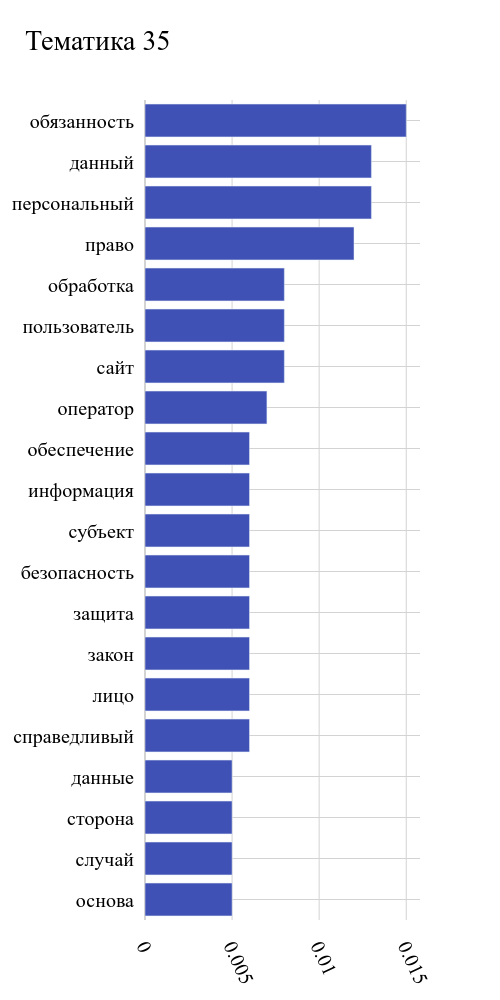 Тематика 35
обязанность
данный
персональный
право
обработка
пользователь
сайт
оператор
обеспечение
информация
субъект
безопасность
защита
закон
лицо
справедливый
данные
сторона
случай
основа
0
0.005
0.01
0.015